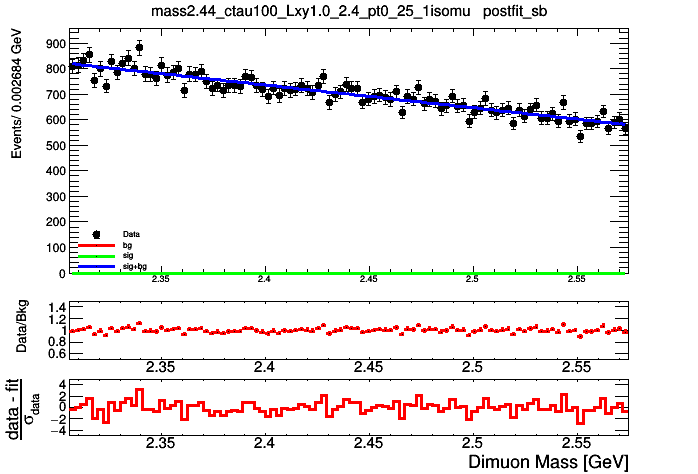 mass2.44_ctau100_Lxy1.0_2.4_pt0_25_1isomu postfit_sb
Events/ 0.002684 GeV
900
800
700
600
500
400
300
200
100
0
Data
bg
sig
sig+bg
2.35 2.4 2.45 2.5 2.55
Data/Bkg
1.4
1.2
1
0.8
0.6
2.35 2.4 2.45 2.5 2.55
data - fit
σdata
4
2
0
−2
−4
2.35 2.4 2.45 2.5 2.55
Dimuon Mass [GeV]